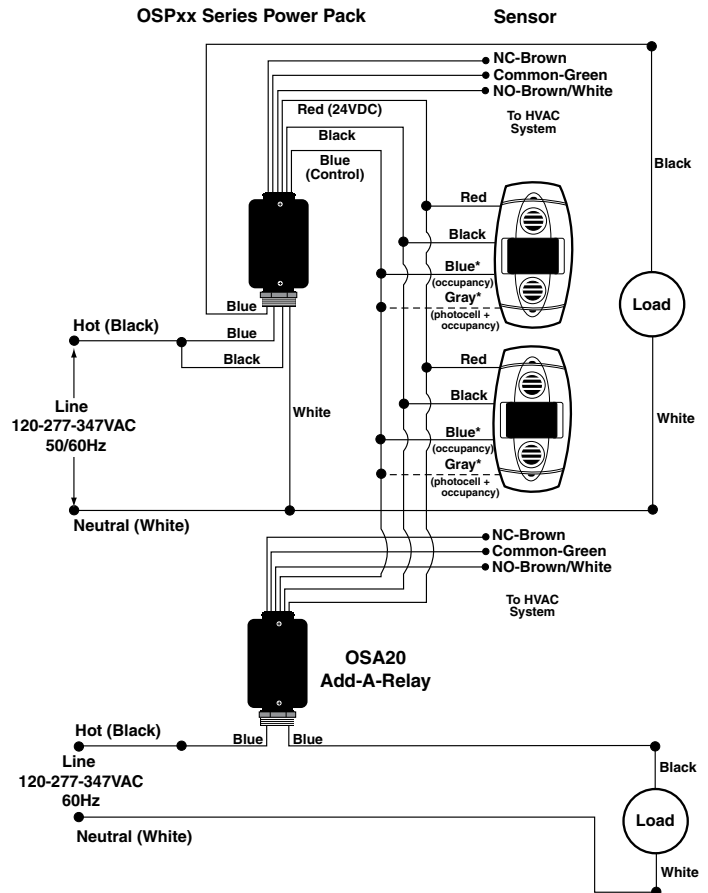 OSPxx Series Power Pack
Sensor
NC-Brown
Common-Green
NO-Brown/White
Red (24VDC)
To HVAC
System
Black
Blue
(Control)
Black
Red
Black
Blue*
(occupancy)
Gray*
(photocell +
occupancy)
Load
Blue
Hot (Black)
Blue
Black
Red
Line
120-277-347VAC
50/60Hz
White
Black
White
Blue*
(occupancy)
Gray*
(photocell +
occupancy)
Neutral (White)
NC-Brown
Common-Green
NO-Brown/White
To HVAC
System
OSA20
Add-A-Relay
Hot (Black)
Blue
Blue
Line
120-277-347VAC
60Hz
Black
Load
Neutral (White)
White